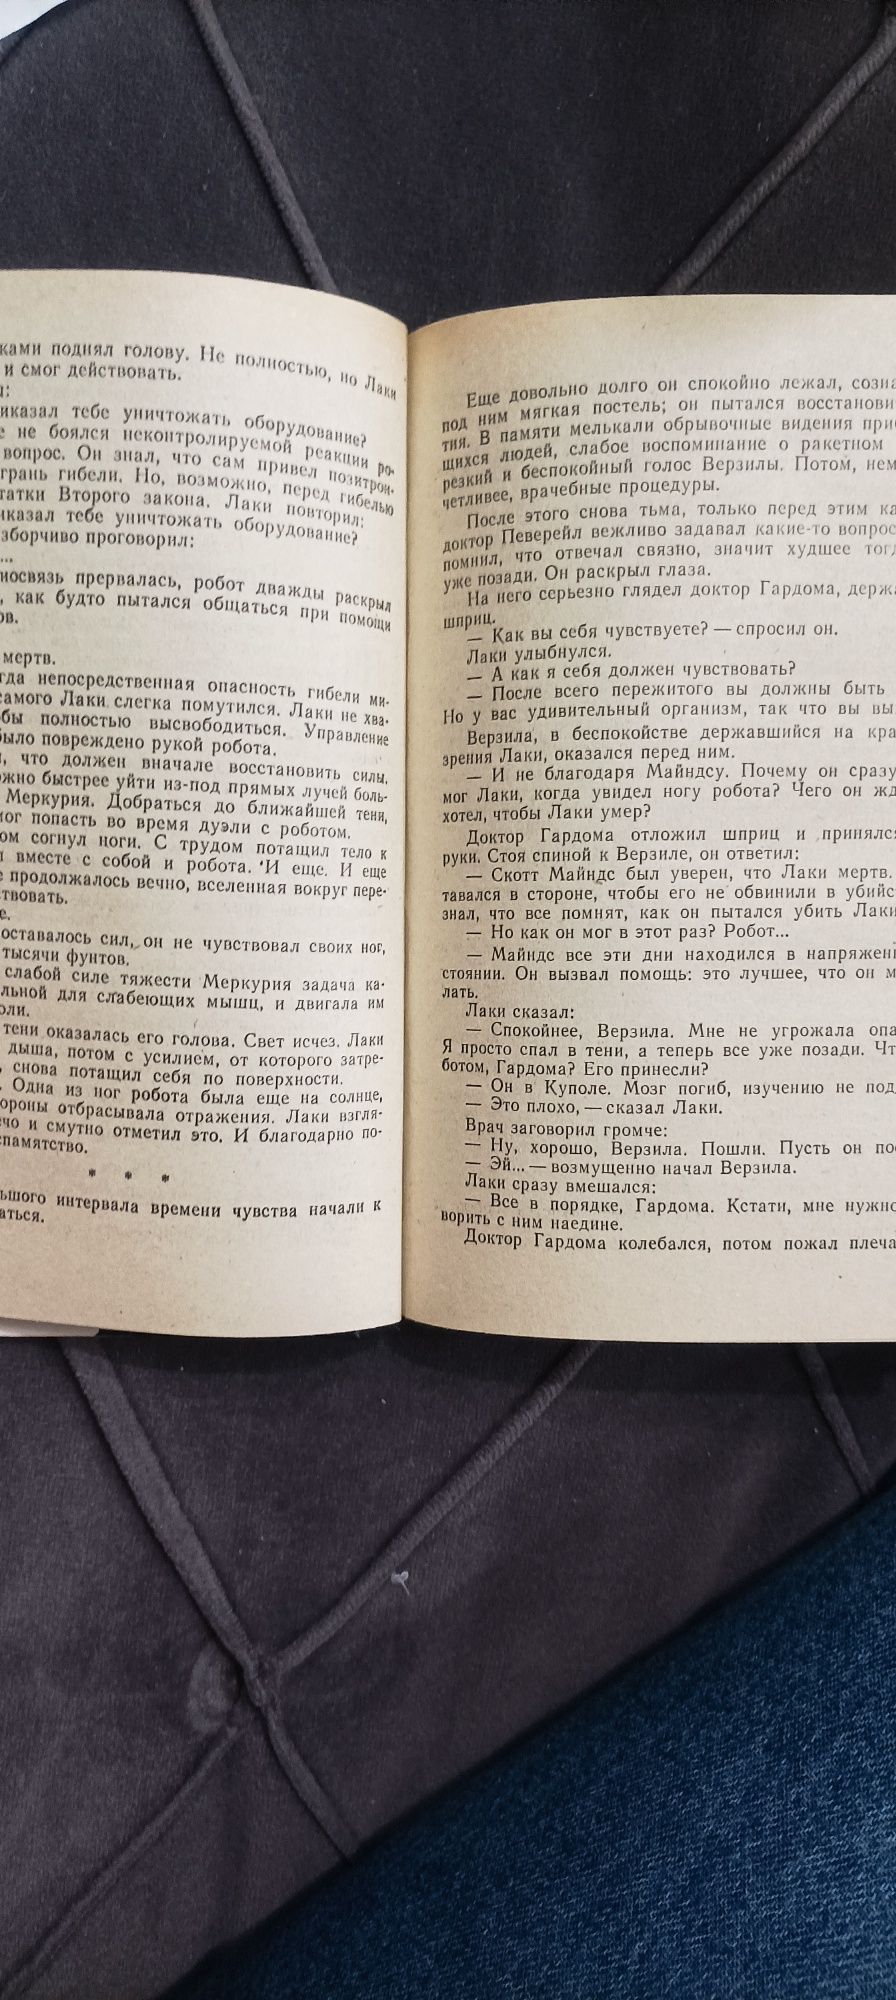 ками поднял голову. Не полностью, но Лаки
и смог действовать.
иказал тебе уничтожать оборудование?
е не боялся неконтролируемой реакции ро-
вопрос. Он знал, что сам привел позитрон-
грань гибели. Но, возможно, перед гибелью
татки Второго закона. Лаки повторил:
иказал тебе уничтожать оборудование?
зборчиво проговорил:
...
иосвязь прервалась, робот дважды раскрыл
, как будто пытался общаться при помощи
ов.
мертв.
гда непосредственная опасность гибели ми-
самого Лаки слегка помутился. Лаки не хва-
бы полностью высвободиться. Управление
было повреждено рукой робота.
, что должен вначале восстановить силы,
ожно быстрее уйти из-под прямых лучей боль-
Меркурия. Добраться до ближайшей тени,
мог попасть во время дуэли с роботом.
ом согнул ноги. С трудом потащил тело к
и вместе с собой и робота. И еще. И еще
е продолжалось вечно, вселенная вокруг пере-
ствовать.
е.
оставалось сил, он не чувствовал своих ног,
тысячи фунтов.
слабой силе тяжести Меркурия задача ка-
льной для слабеющих мышц, и двигала им
оли.
тени оказалась его голова. Свет исчез. Лаки
дыша, потом с усилием, от которого затре-
, снова потащил себя по поверхности.
. Одна из ног робота была еще на солнце,
ороны отбрасывала отражения. Лаки взгля-
чо и смутно отметил это. И благодарно по-
спамятство.
* * *
ьшого интервала времени чувства начали к
аться.
Еще довольно долго он спокойно лежал, созна
под ним мягкая постель; он пытался восстанови
тия. В памяти мелькали обрывочные видения при
щихся людей, слабое воспоминание о ракетном
резкий и беспокойный голос Верзилы. Потом, нем
четливее, врачебные процедуры.
После этого снова тьма, только перед этим ка
доктор Певерейл вежливо задавал какие-то вопрос
помнил, что отвечал связно, значит худшее тог
уже позади. Он раскрыл глаза.
На него серьезно глядел доктор Гардома, держа
шприц.
— Как вы себя чувствуете? — спросил он.
Лаки улыбнулся.
— А как я себя должен чувствовать?
— После всего пережитого вы должны быть
Но у вас удивительный организм, так что вы вы
Верзила, в беспокойстве державшийся на кра
зрения Лаки, оказался перед ним.
— И не благодаря Майндсу. Почему он сразу
мог Лаки, когда увидел ногу робота? Чего он жд
хотел, чтобы Лаки умер?
Доктор Гардома отложил шприц и принялс
руки. Стоя спиной к Верзиле, он ответил:
— Скотт Майндс был уверен, что Лаки мертв.
тавался в стороне, чтобы его не обвинили в убийс
знал, что все помнят, как он пытался убить Лаки
— Но как он мог в этот раз? Робот...
— Майндс все эти дни находился в напряжен
стоянии. Он вызвал помощь: это лучшее, что он м
лать.
Лаки сказал:
— Спокойнее, Верзила. Мне не угрожала опа
Я просто спал в тени, а теперь все уже позади. Чт
ботом, Гардома? Его принесли?
— Он в Куполе. Мозг погиб, изучению не под
— Это плохо, — сказал Лаки.
Врач заговорил громче:
— Ну, хорошо, Верзила. Пошли. Пусть он пос
— Эй... — возмущенно начал Верзила.
Лаки сразу вмешался:
— Все в порядке, Гардома. Кстати, мне нужно
ворить с ним наедине.
Доктор Гардома колебался, потом пожал плеча